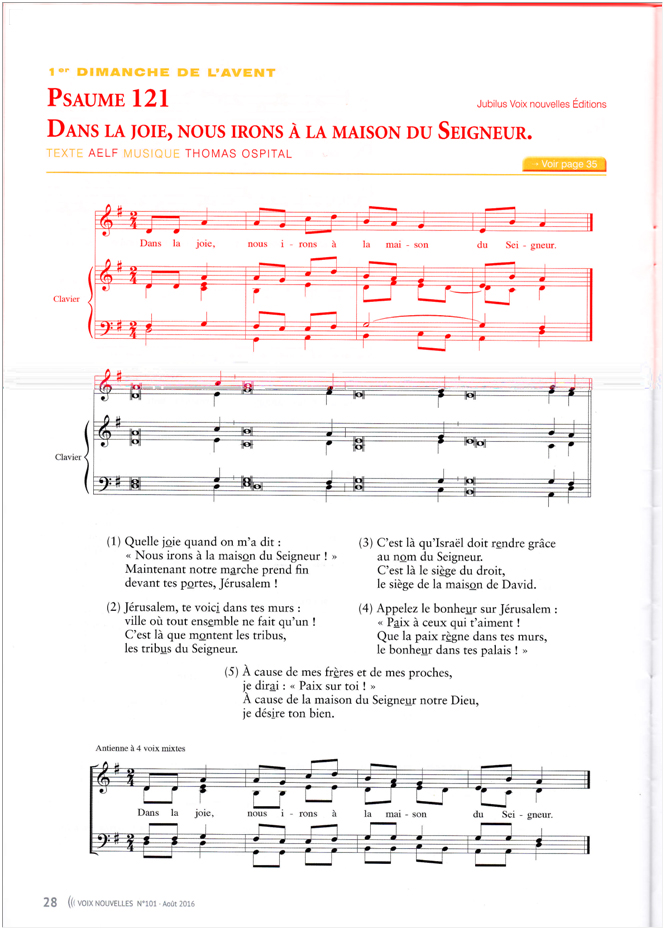 1er DIMANCHE DE L'AVENT
PSAUME 121
Jubilus Voix nouvelles Éditions
DANS LA JOIE, NOUS IRONS À LA MAISON DU SEIGNEUR.
TEXTE AELF MUSIQUE THOMAS OSPITAL
→ Voir page 35
Dans la joie, nous i - rons à la mai - son du Sei - gneur.
Clavier
Clavier
(1) Quelle joie quand on m'a dit :
« Nous irons à la maison du Seigneur ! »
Maintenant notre marche prend fin
devant tes portes, Jérusalem !
(2) Jérusalem, te voici dans tes murs :
ville où tout ensemble ne fait qu'un !
C'est là que montent les tribus,
les tribus du Seigneur.
(3) C'est là qu'Israël doit rendre grâce
au nom du Seigneur.
C'est là le siège du droit,
le siège de la maison de David.
(4) Appelez le bonheur sur Jérusalem :
« Paix à ceux qui t'aiment !
Que la paix règne dans tes murs,
le bonheur dans tes palais ! »
(5) À cause de mes frères et de mes proches,
je dirai : « Paix sur toi ! »
À cause de la maison du Seigneur notre Dieu,
je désire ton bien.
Antienne à 4 voix mixtes
Dans la joie, nous i - rons à la mai - son du Sei - gneur.
28 VOIX NOUVELLES N°101 - Août 2016